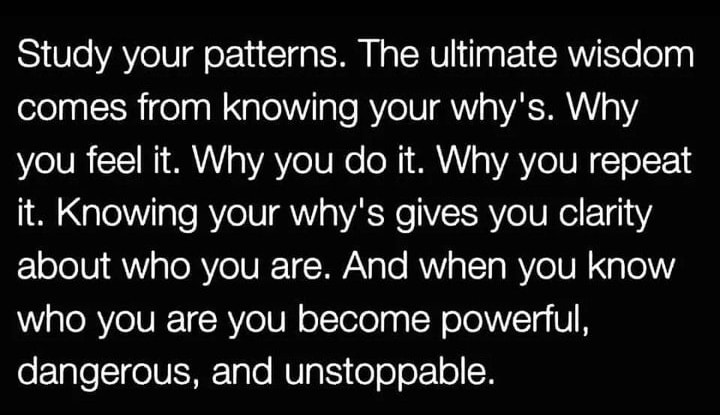 Study your patterns. The ultimate wisdom
comes from knowing your why's. Why
you feel it. Why you do it. Why you repeat
it. Knowing your why's gives you clarity
about who you are. And when you know
who you are you become powerful,
dangerous, and unstoppable.